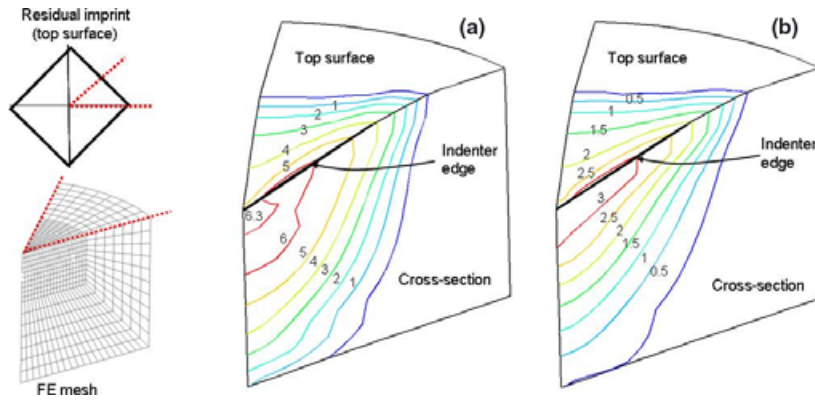 Residual imprint
(top surface)
FE mesh
(a)
Top surface
1
2
3
4
5
Indenter
edge
6.3
6
5
4
3
2
1
Cross-section
(b)
Top surface
0.5
1
1.5
2
2.5
Indenter
edge
3
2.5
2
1.5
1
0.5
Cross-section